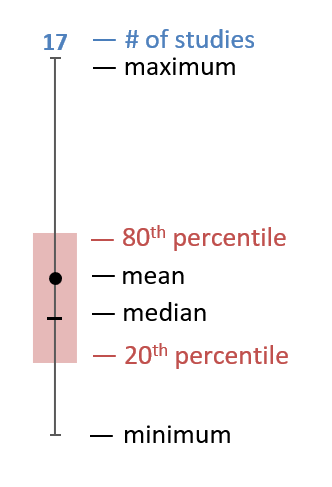 17 — # of studies
— maximum
— 80th percentile
— mean
— median
— 20th percentile
— minimum